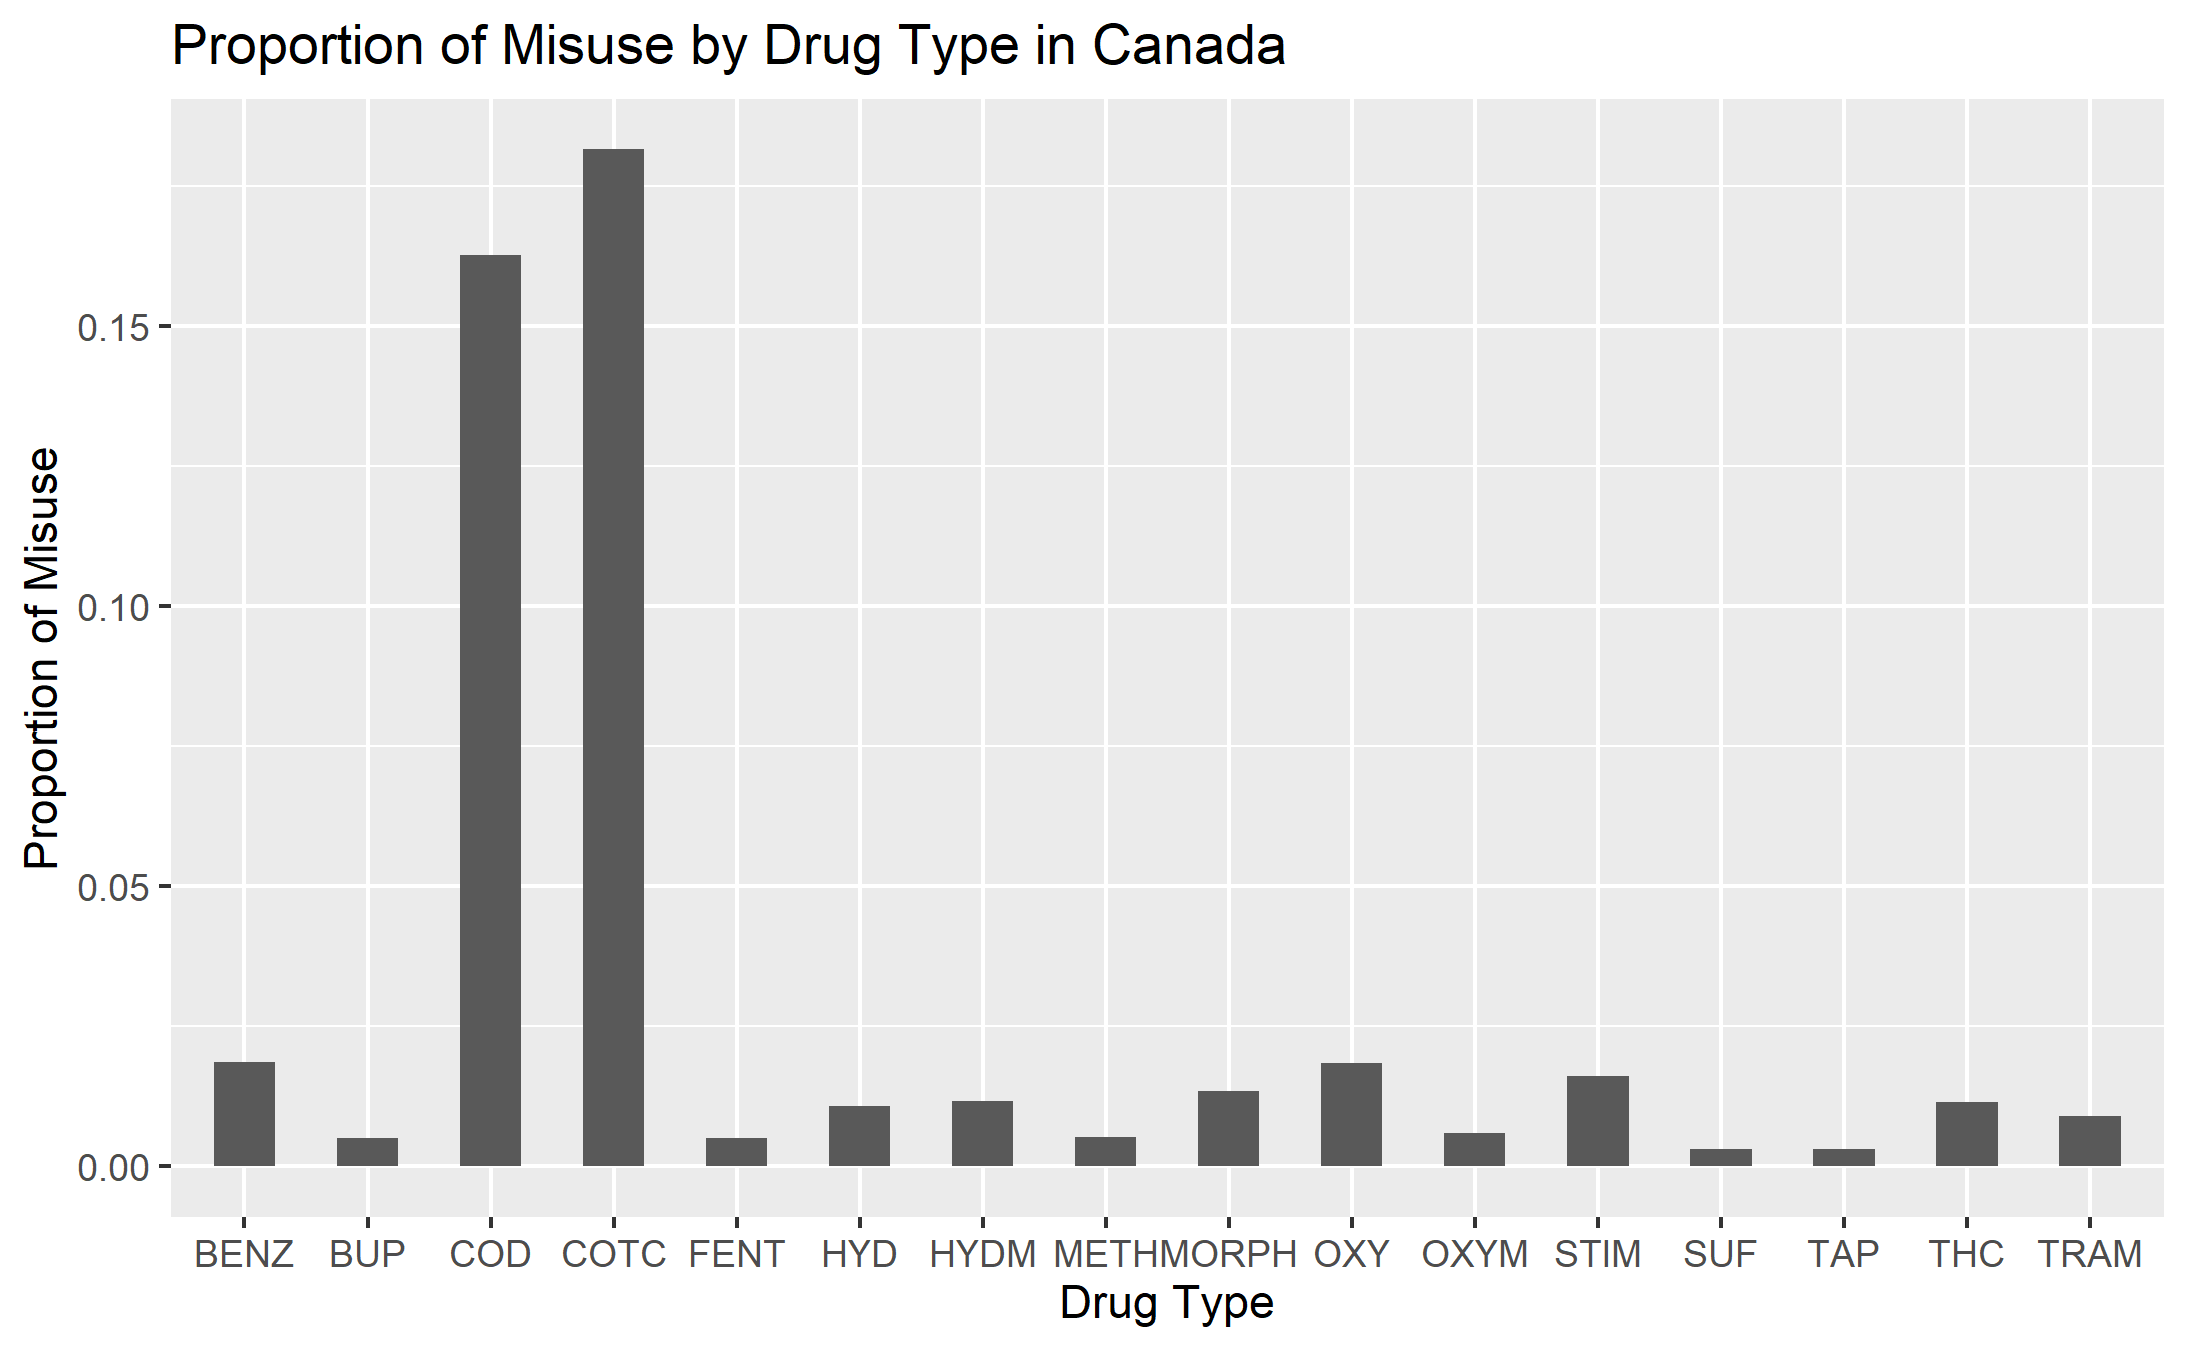 Proportion of Misuse by Drug Type in Canada
Proportion of Misuse
0.15
0.10
0.05
0.00
BENZ BUP COD COTC FENT HYD HYDM METH MORPH OXY OXYM STIM SUF TAP THC TRAM
Drug Type